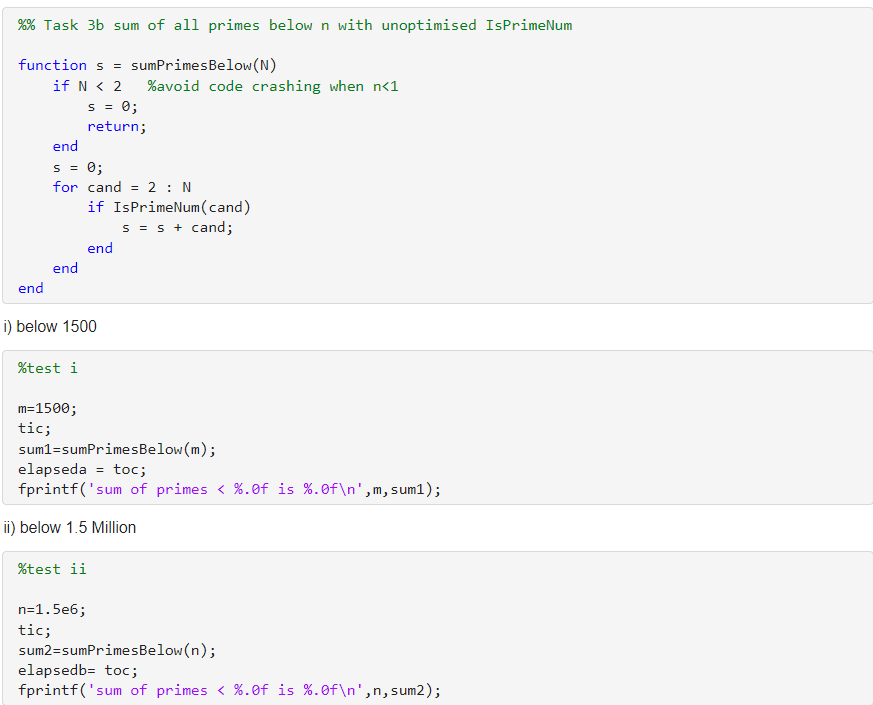 %% Task 3b sum of all primes below n with unoptimised IsPrimeNum
function s = sumPrimesBelow(N)
if N < 2 %avoid code crashing when n<1
s = 0;
return;
end
s = 0;
for cand = 2 : N
if IsPrimeNum(cand)
s = s + cand;
end
end
end
i) below 1500
%test i
m=1500;
tic;
sum1=sumPrimesBelow(m);
elapseda = toc;
fprintf('sum of primes < %.0f is %.0f\n',m,sum1);
ii) below 1.5 Million
%test ii
n=1.5e6;
tic;
sum2=sumPrimesBelow(n);
elapsedb= toc;
fprintf('sum of primes < %.0f is %.0f\n',n,sum2);